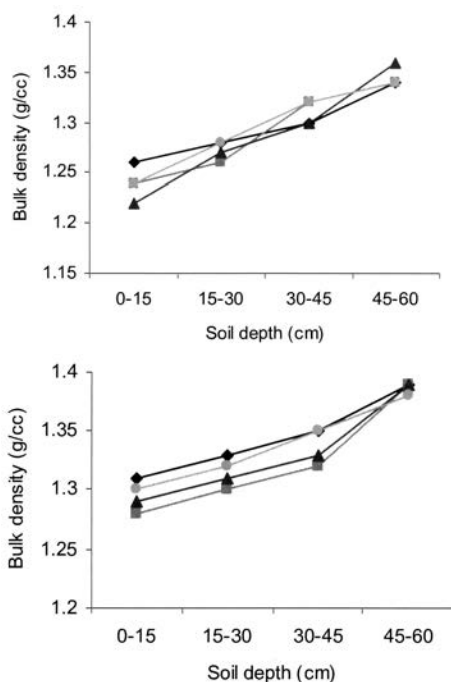 Bulk density (g/cc)
1.4
1.35
1.3
1.25
1.2
1.15
0-15 15-30 30-45 45-60
Soil depth (cm)
Bulk density (g/cc)
1.4
1.35
1.3
1.25
1.2
0-15 15-30 30-45 45-60
Soil depth (cm)